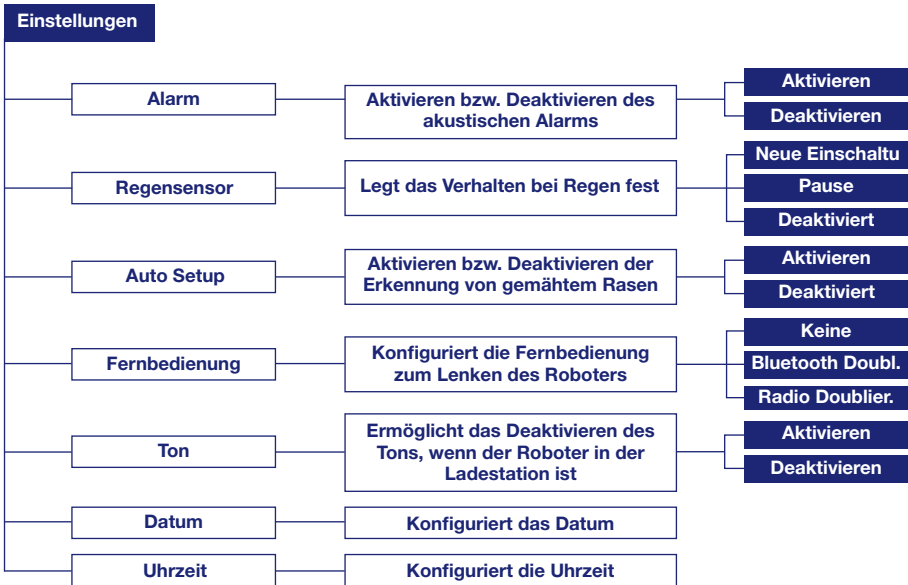 Einstellungen
Alarm
Aktivieren bzw. Deaktivieren des
akustischen Alarms
Aktivieren
Deaktivieren
Regensensor
Legt das Verhalten bei Regen fest
Neue Einschaltu
Pause
Deaktiviert
Auto Setup
Aktivieren bzw. Deaktivieren der
Erkennung von gemähtem Rasen
Aktivieren
Deaktiviert
Fernbedienung
Konfiguriert die Fernbedienung
zum Lenken des Roboters
Keine
Bluetooth Doubl.
Radio Doublier.
Ton
Ermöglicht das Deaktivieren des
Tons, wenn der Roboter in der
Ladestation ist
Aktivieren
Deaktivieren
Datum
Konfiguriert das Datum
Uhrzeit
Konfiguriert die Uhrzeit